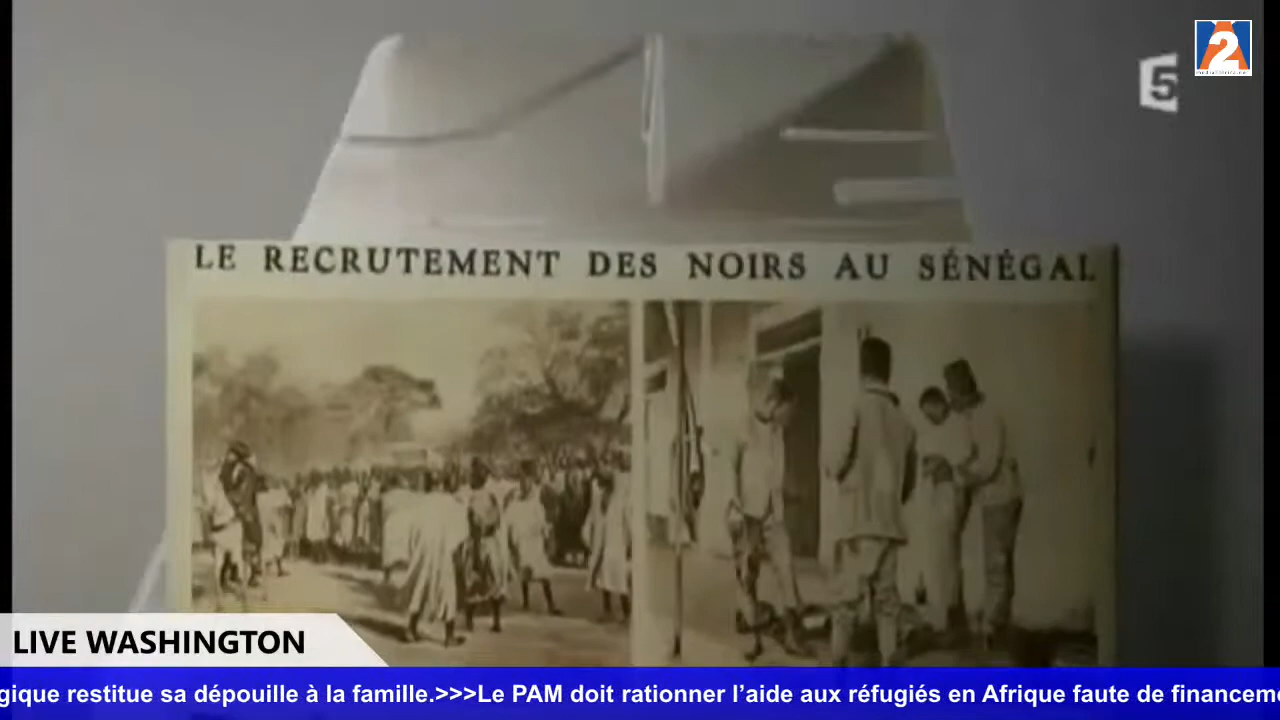 2
5
LE RECRUTEMENT DES NOIRS AU SÉNÉGAL
LIVE WASHINGTON
gique restitue sa dépouille à la famille.>>>Le PAM doit rationner l’aide aux réfugiés en Afrique faute de financeme